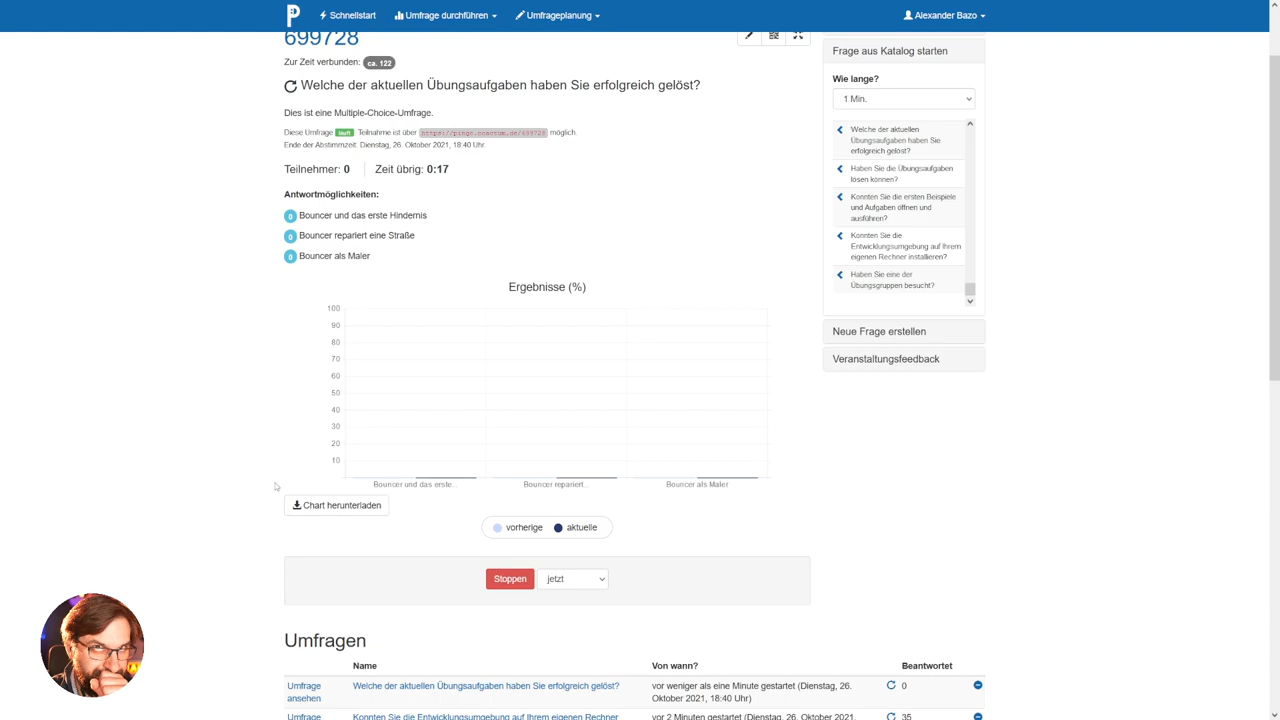 P Schnellstart Umfrage durchführen Umfrageplanung Alexander Bazo
699728
Zur Zeit verbunden: ca. 122
Welche der aktuellen Übungsaufgaben haben Sie erfolgreich gelöst?
Dies ist eine Multiple-Choice-Umfrage.
Diese Umfrage läuft Teilnahme ist über https://pingo.coactum.de/699728 möglich.
Ende der Abstimmzeit: Dienstag, 26. Oktober 2021, 18:40 Uhr.
Teilnehmer: 0 Zeit übrig: 0:17
Antwortmöglichkeiten:
0 Bouncer und das erste Hindernis
0 Bouncer repariert eine Straße
0 Bouncer als Maler
Ergebnisse (%)
100
90
80
70
60
50
40
30
20
10
Bouncer und das erste... Bouncer repariert... Bouncer als Maler
Chart herunterladen
vorherige aktuelle
Stoppen jetzt
Frage aus Katalog starten
Wie lange?
1 Min.
Welche der aktuellen
Übungsaufgaben haben Sie
erfolgreich gelöst?
Haben Sie die Übungsaufgaben
lösen können?
Konnten Sie die ersten Beispiele
und Aufgaben öffnen und
ausführen?
Konnten Sie die
Entwicklungsumgebung auf Ihrem
eigenen Rechner installieren?
Haben Sie eine der
Übungsgruppen besucht?
Neue Frage erstellen
Veranstaltungsfeedback
Umfragen
Name Von wann? Beantwortet
Umfrage ansehen Welche der aktuellen Übungsaufgaben haben Sie erfolgreich gelöst? vor weniger als eine Minute gestartet (Dienstag, 26. Oktober 2021, 18:40 Uhr) 0
Umfrage Konnten Sie die Entwicklungsumgebung auf Ihrem eigenen Rechner vor 2 Minuten gestartet (Dienstag, 26. Oktober 2021, 35